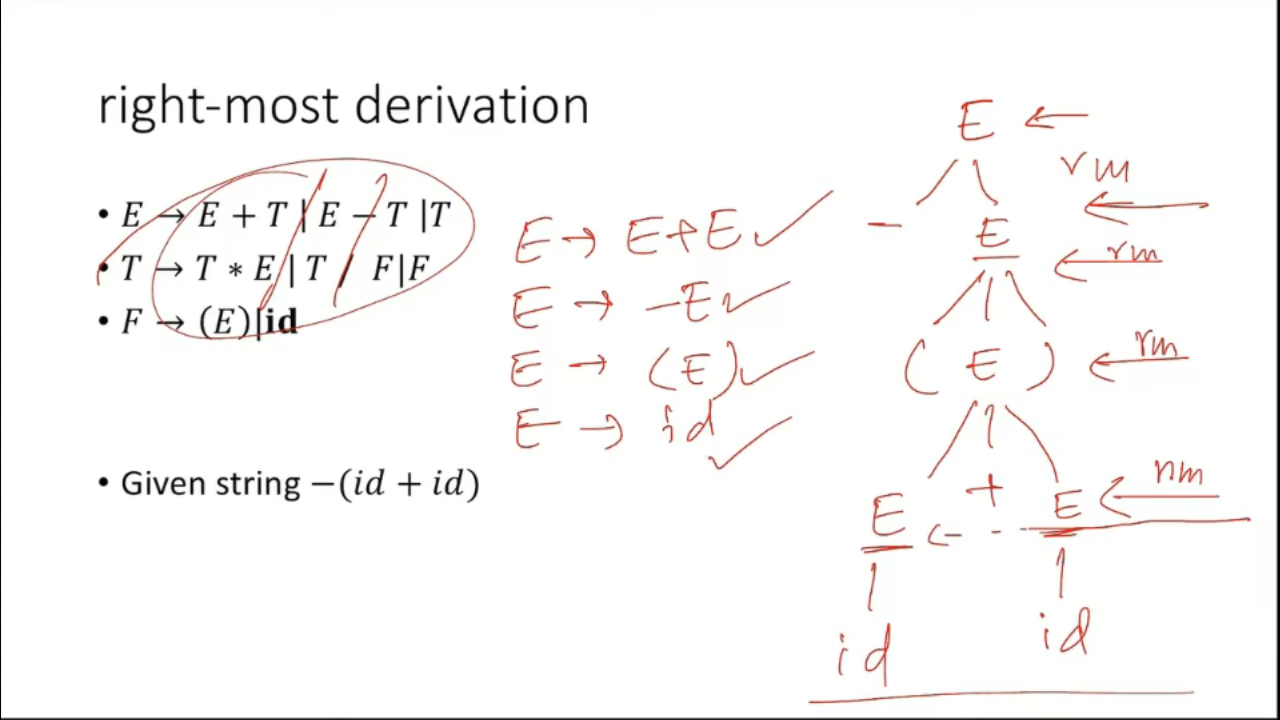 right-most derivation
• E → E + T | E − T |T
• T → T ∗ E | T / F|F
• F → (E)|id
• Given string −(id + id)
E → E+E ✓
E → -E ✓
E → (E) ✓
E → id ✓
E ←
rm
- E ←
← rm
( E ) ← rm
E + E ← rm
id id